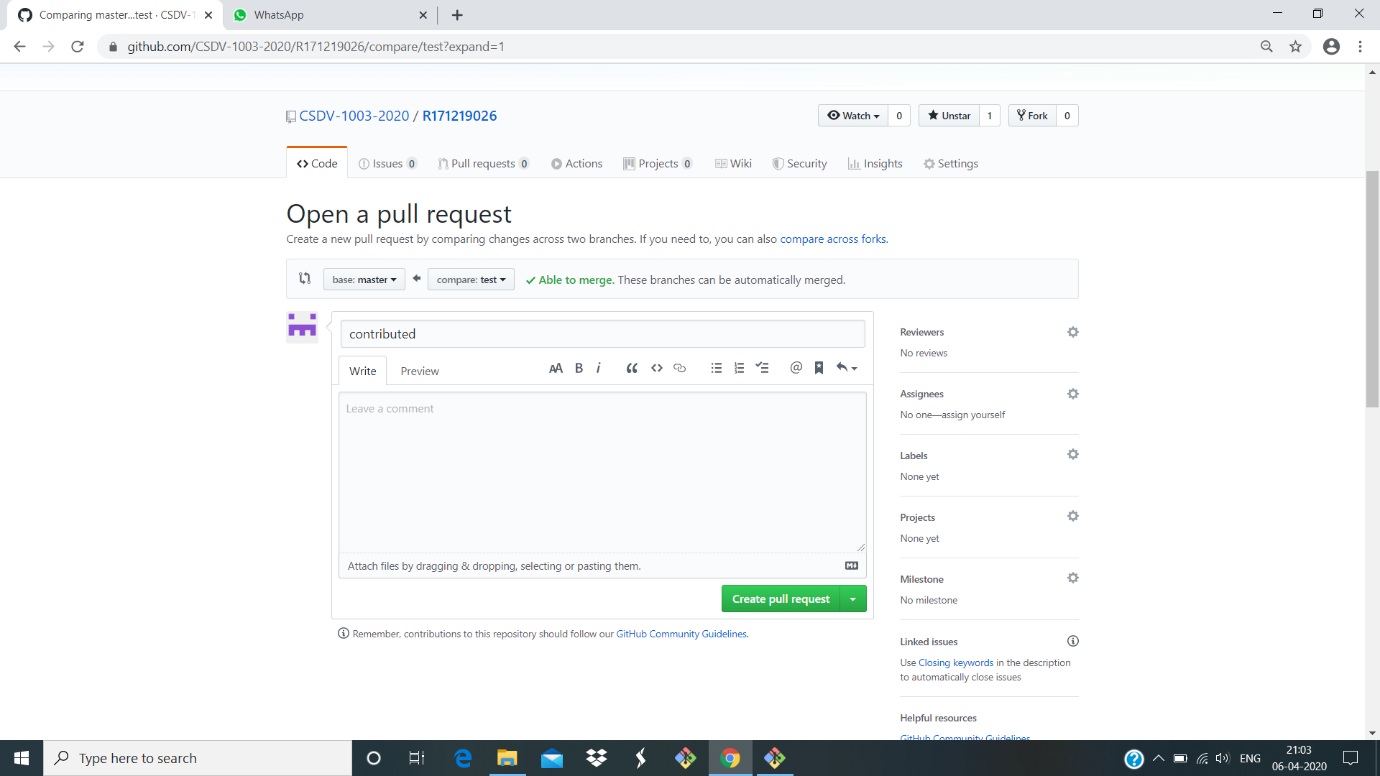 Comparing master...test · CSDV-1
WhatsApp
github.com/CSDV-1003-2020/R171219026/compare/test?expand=1
CSDV-1003-2020 / R171219026
Watch 0 Unstar 1 Fork 0
Code Issues 0 Pull requests 0 Actions Projects 0 Wiki Security Insights Settings
Open a pull request
Create a new pull request by comparing changes across two branches. If you need to, you can also compare across forks.
base: master compare: test Able to merge. These branches can be automatically merged.
contributed
Write Preview AA B i
Leave a comment
Attach files by dragging & dropping, selecting or pasting them.
Create pull request
Remember, contributions to this repository should follow our GitHub Community Guidelines.
Reviewers
No reviews
Assignees
No one—assign yourself
Labels
None yet
Projects
None yet
Milestone
No milestone
Linked issues
Use Closing keywords in the description
to automatically close issues
Helpful resources
GitHub Community Guidelines
Type here to search
ENG
21:03
06-04-2020